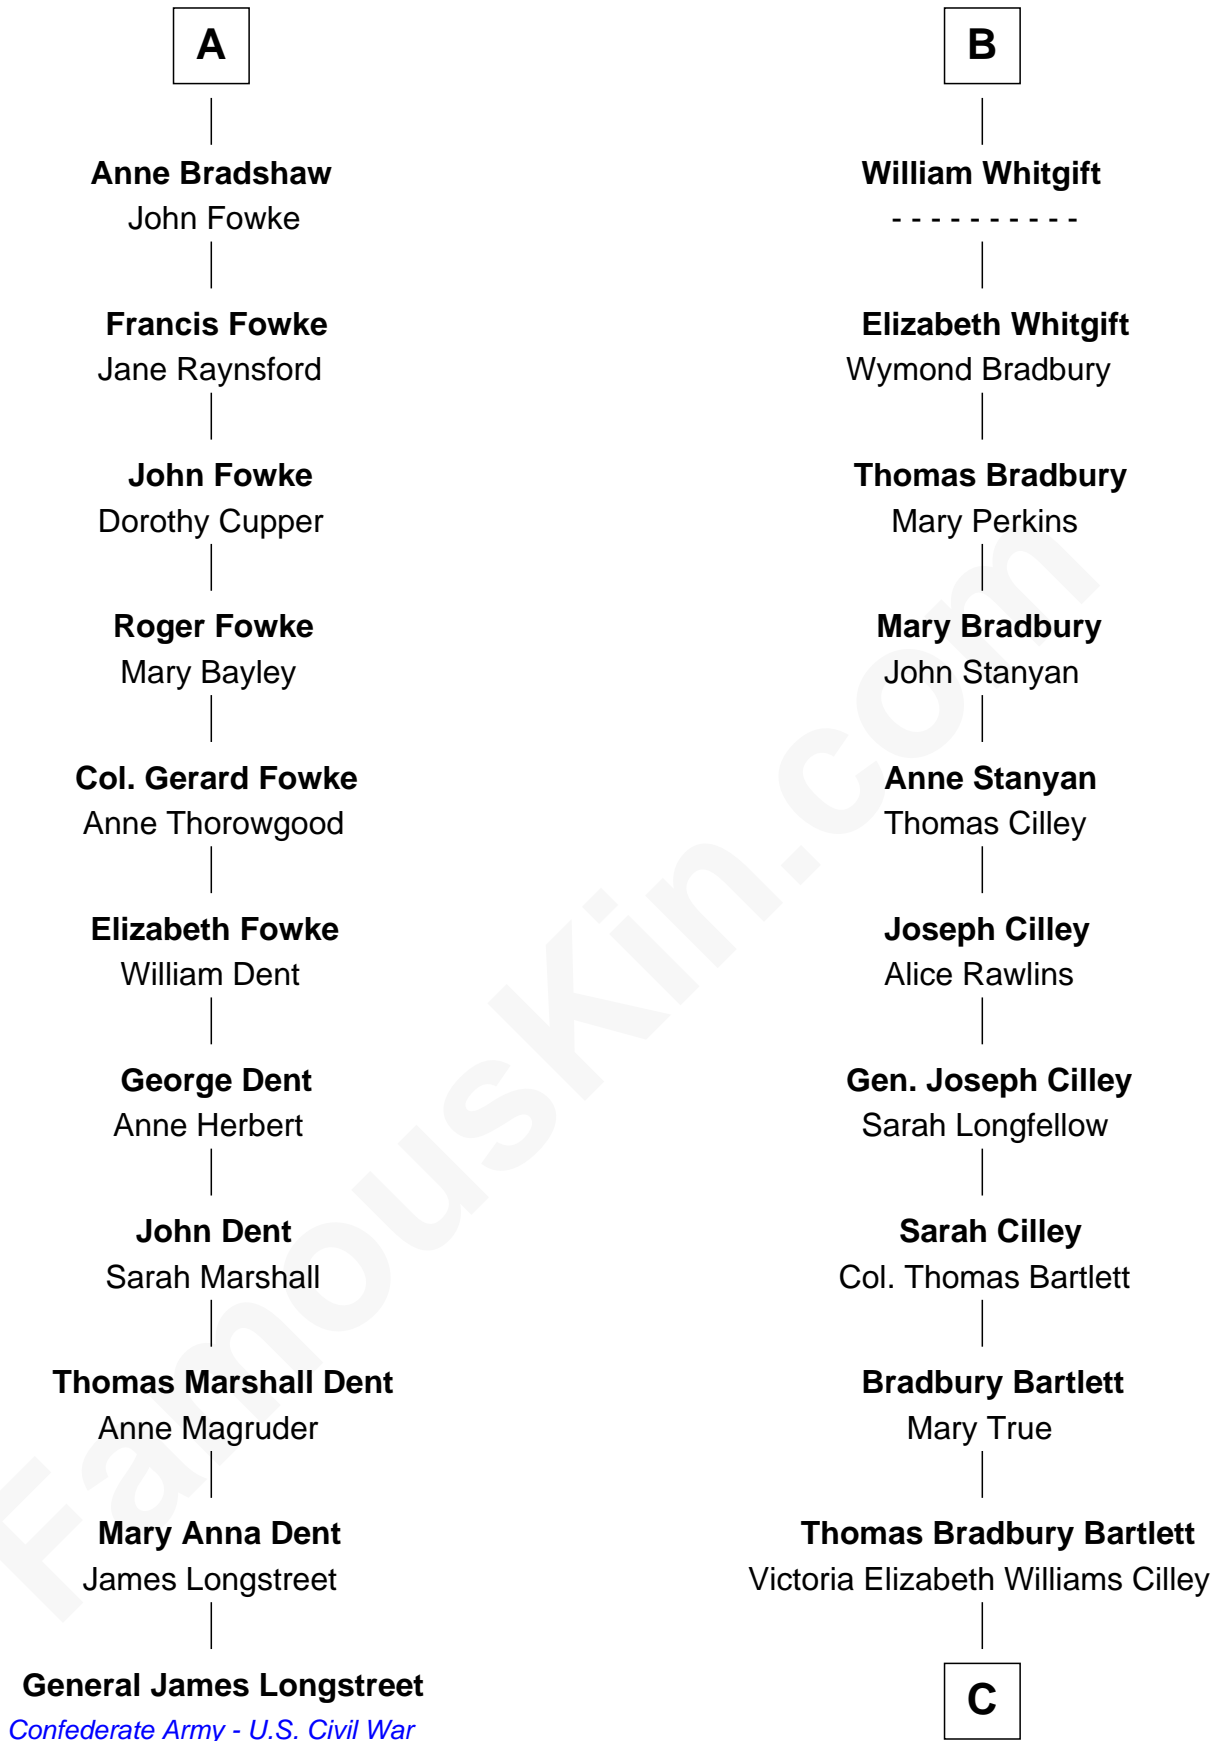 A
Anne Bradshaw
John Fowke
Francis Fowke
Jane Raynsford
John Fowke
Dorothy Cupper
Roger Fowke
Mary Bayley
Col. Gerard Fowke
Anne Thorowgood
Elizabeth Fowke
William Dent
George Dent
Anne Herbert
John Dent
Sarah Marshall
Thomas Marshall Dent
Anne Magruder
Mary Anna Dent
James Longstreet
General James Longstreet
Confederate Army - U.S. Civil War
B
William Whitgift
- - - - - - - - - -
Elizabeth Whitgift
Wymond Bradbury
Thomas Bradbury
Mary Perkins
Mary Bradbury
John Stanyan
Anne Stanyan
Thomas Cilley
Joseph Cilley
Alice Rawlins
Gen. Joseph Cilley
Sarah Longfellow
Sarah Cilley
Col. Thomas Bartlett
Bradbury Bartlett
Mary True
Thomas Bradbury Bartlett
Victoria Elizabeth Williams Cilley
C
FamousKin.com